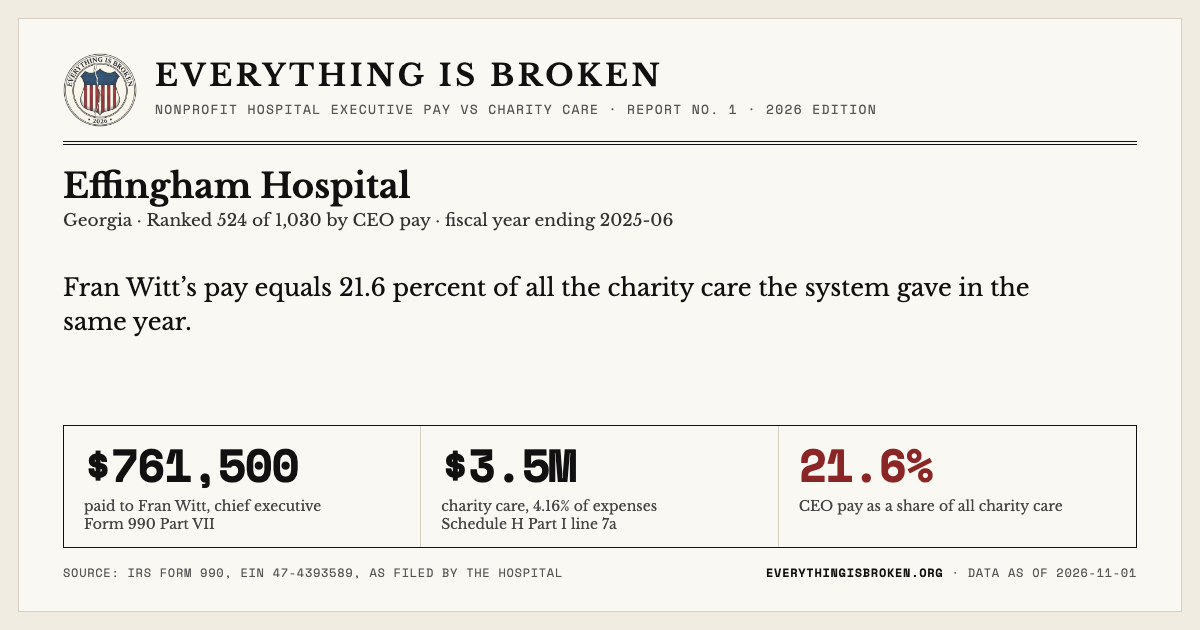 EVERYTHING IS BROKEN
2026
EVERYTHING IS BROKEN
NONPROFIT HOSPITAL EXECUTIVE PAY VS CHARITY CARE · REPORT NO. 1 · 2026 EDITION
Effingham Hospital
Georgia · Ranked 524 of 1,030 by CEO pay · fiscal year ending 2025-06
Fran Witt’s pay equals 21.6 percent of all the charity care the system gave in the
same year.
$761,500
paid to Fran Witt, chief executive
Form 990 Part VII
$3.5M
charity care, 4.16% of expenses
Schedule H Part I line 7a
21.6%
CEO pay as a share of all charity care
SOURCE: IRS FORM 990, EIN 47-4393589, AS FILED BY THE HOSPITAL
EVERYTHINGISBROKEN.ORG · DATA AS OF 2026-11-01